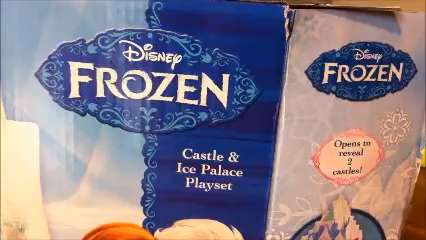 Disney
FROZEN
Castle &
Ice Palace
Playset
Disney
FROZEN
Opens to
reveal
2
castles!